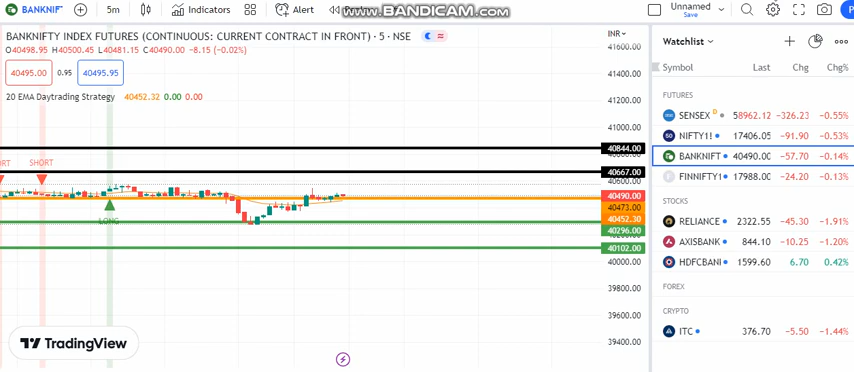 BANKNIF
5m
Indicators
Alert
www.BANDICAM.com
Unnamed
Save
BANKNIFTY INDEX FUTURES (CONTINUOUS: CURRENT CONTRACT IN FRONT) · 5 · NSE
O40498.95 H40500.45 L40481.15 C40490.00 -8.15 (-0.02%)
40495.00 0.95 40495.95
20 EMA Daytrading Strategy 40452.32 0.00 0.00
SHORT
LONG
INR
41600.00
41400.00
41200.00
41000.00
40844.00
40667.00
40600.00
40490.00
40473.00
40452.30
40296.00
40102.00
40000.00
39800.00
39600.00
39400.00
TradingView
Watchlist
Symbol Last Chg Chg%
FUTURES
SENSEX D 58962.12 -326.23 -0.55%
NIFTY1! 17406.05 -91.90 -0.53%
BANKNIFT 40490.00 -57.70 -0.14%
FINNIFTY1 17988.00 -24.20 -0.13%
STOCKS
RELIANCE 2322.55 -45.30 -1.91%
AXISBANK 844.10 -10.25 -1.20%
HDFCBANI 1599.60 6.70 0.42%
FOREX
CRYPTO
ITC 376.70 -5.50 -1.44%